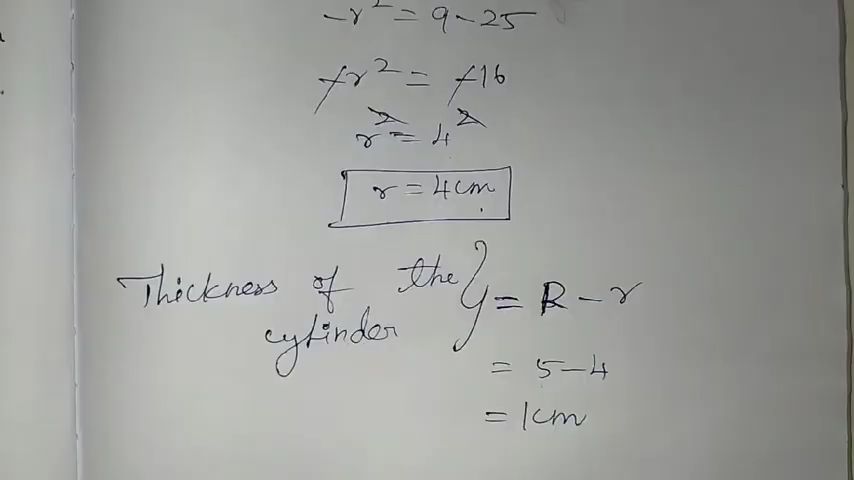 -r² = 9-25
-r² = -16
r² = 4²
r = 4cm
Thickness of the cylinder } = R - r
= 5-4
= 1cm